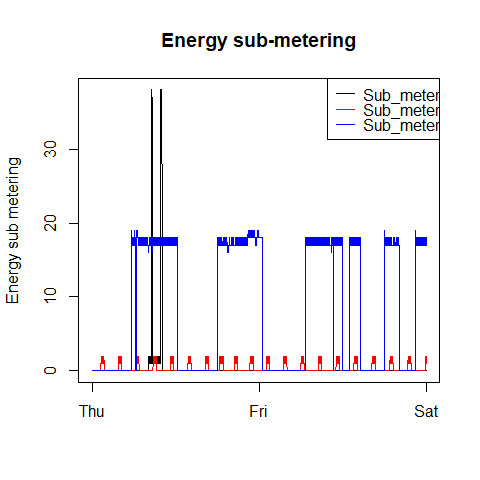 Energy sub-metering
Sub_meter
Sub_meter
Sub_meter
Energy sub metering
30
20
10
0
Thu Fri Sat